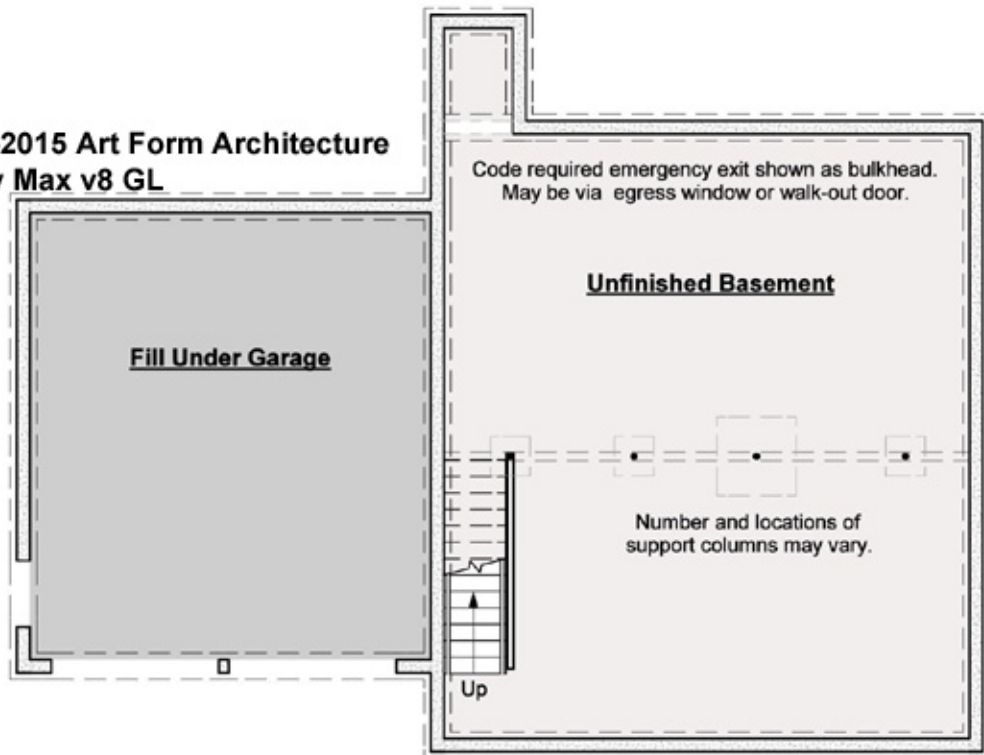 2015 Art Form Architecture
Max v8 GL
Code required emergency exit shown as bulkhead.
May be via egress window or walk-out door.
Unfinished Basement
Fill Under Garage
Number and locations of
support columns may vary.
Up